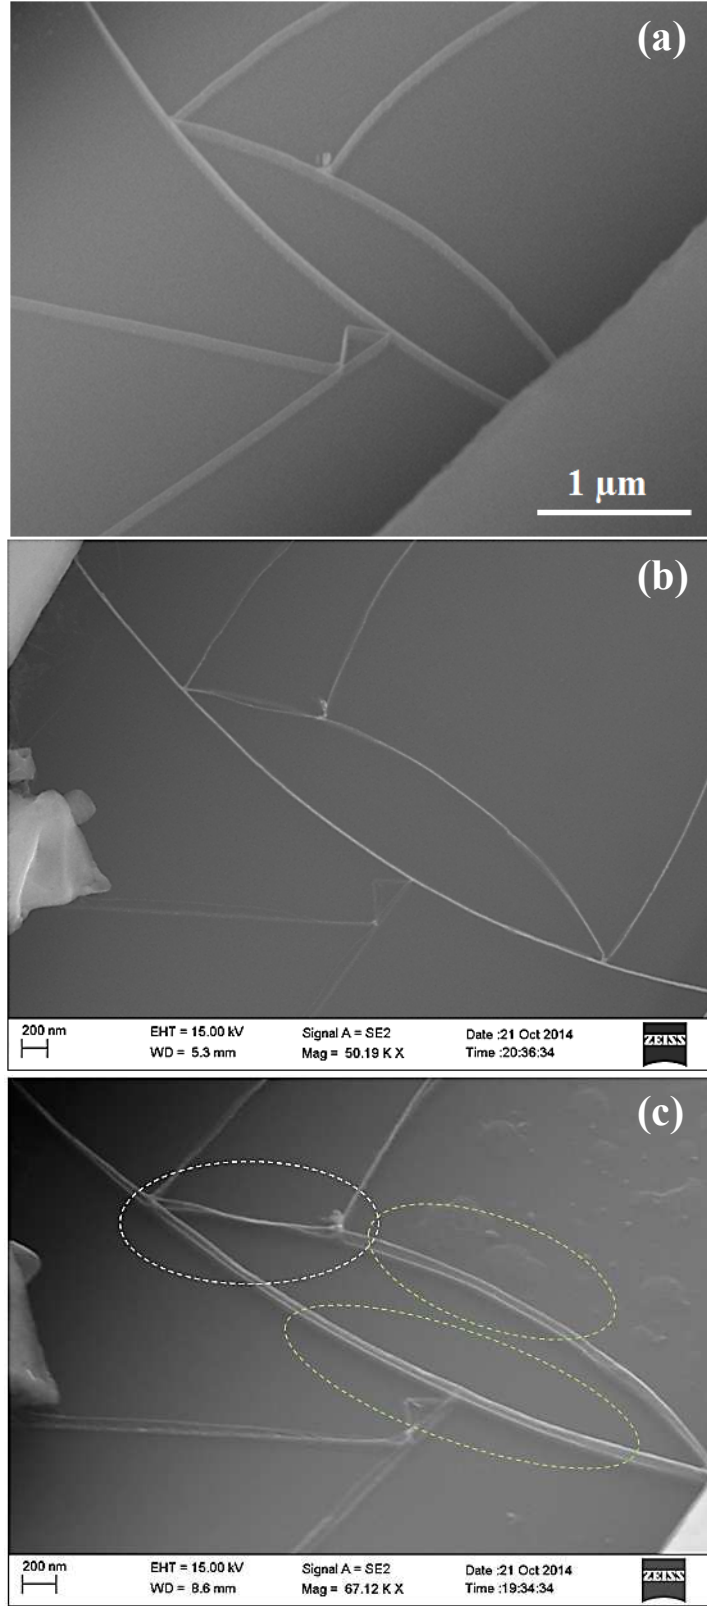 (a)
1 µm
(b)
200 nm EHT = 15.00 kV Signal A = SE2 Date :21 Oct 2014 ZEISS
WD = 5.3 mm Mag = 50.19 K X Time :20:36:34
(c)
200 nm EHT = 15.00 kV Signal A = SE2 Date :21 Oct 2014 ZEISS
WD = 8.6 mm Mag = 67.12 K X Time :19:34:34